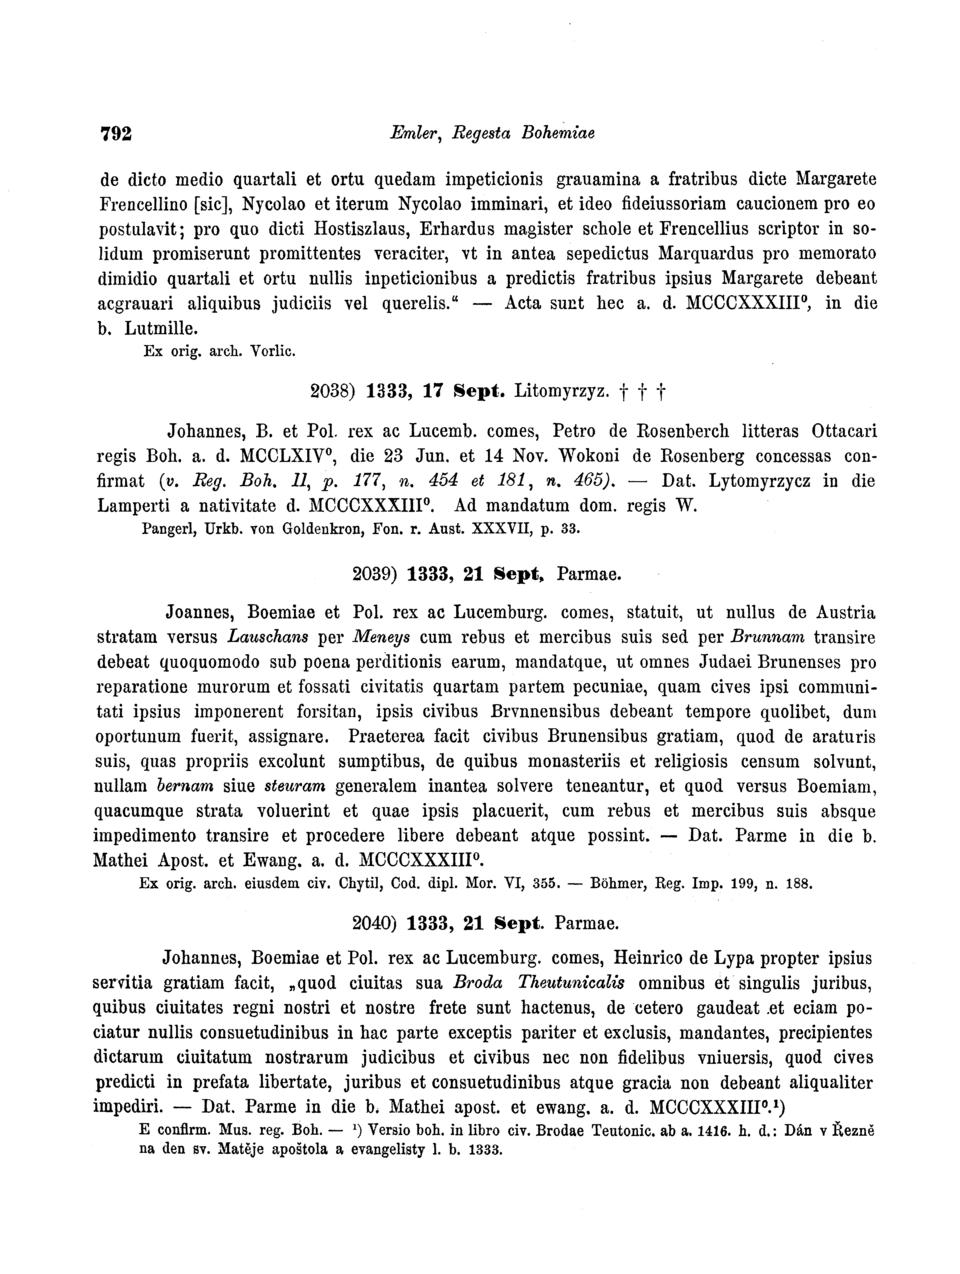 792 Emler, Regesta Bohemiae
de dicto medio quartali et ortu quedam impeticionis grauamina a fratribus dicte Margarete
Frencellino [sic], Nycolao et iterum Nycolao imminari, et ideo fideiussoriam caucionem pro eo
postulavit; pro quo dicti Hostiszlaus, Erhardus magister schole et Frencellius scriptor in so-
lidum promiserunt promittentes veraciter, vt in antea sepedictus Marquardus pro memorato
dimidio quartali et ortu nullis inpeticionibus a predictis fratribus ipsius Margarete debeant
acgrauari aliquibus judiciis vel querelis.“ — Acta sunt hec a. d. MCCCXXXIII⁰, in die
b. Lutmille.
Ex orig. arch. Vorlic.
2038) 1333, 17 Sept. Litomyrzyz. † † †
Johannes, B. et Pol. rex ac Lucemb. comes, Petro de Rosenberch litteras Ottacari
regis Boh. a. d. MCCLXIV⁰, die 23 Jun. et 14 Nov. Wokoni de Rosenberg concessas con-
firmat (v. Reg. Boh. II, p. 177, n. 454 et 181, n. 465). — Dat. Lytomyrzycz in die
Lamperti a nativitate d. MCCCXXXIII⁰. Ad mandatum dom. regis W.
Pangerl, Urkb. von Goldenkron, Fon. r. Aust. XXXVII, p. 33.
2039) 1333, 21 Sept. Parmae.
Joannes, Boemiae et Pol. rex ac Lucemburg. comes, statuit, ut nullus de Austria
stratam versus Lauschans per Meneys cum rebus et mercibus suis sed per Brunnam transire
debeat quoquomodo sub poena perditionis earum, mandatque, ut omnes Judaei Brunenses pro
reparatione murorum et fossati civitatis quartam partem pecuniae, quam cives ipsi communi-
tati ipsius imponerent forsitan, ipsis civibus Brvnnensibus debeant tempore quolibet, dum
oportunum fuerit, assignare. Praeterea facit civibus Brunensibus gratiam, quod de araturis
suis, quas propriis excolunt sumptibus, de quibus monasteriis et religiosis censum solvunt,
nullam bernam siue steuram generalem inantea solvere teneantur, et quod versus Boemiam,
quacumque strata voluerint et quae ipsis placuerit, cum rebus et mercibus suis absque
impedimento transire et procedere libere debeant atque possint. — Dat. Parme in die b.
Mathei Apost. et Ewang. a. d. MCCCXXXIII⁰.
Ex orig. arch. eiusdem civ. Chytil, Cod. dipl. Mor. VI, 355. — Böhmer, Reg. Imp. 199, n. 188.
2040) 1333, 21 Sept. Parmae.
Johannes, Boemiae et Pol. rex ac Lucemburg. comes, Heinrico de Lypa propter ipsius
servitia gratiam facit, „quod ciuitas sua Broda Theutunicalis omnibus et singulis juribus,
quibus ciuitates regni nostri et nostre frete sunt hactenus, de cetero gaudeat et eciam po-
ciatur nullis consuetudinibus in hac parte exceptis pariter et exclusis, mandantes, precipientes
dictarum ciuitatum nostrarum judicibus et civibus nec non fidelibus vniuersis, quod cives
predicti in prefata libertate, juribus et consuetudinibus atque gracia non debeant aliqualiter
impediri. — Dat. Parme in die b. Mathei apost. et ewang. a. d. MCCCXXXIII⁰.¹)
E confirm. Mus. reg. Boh. — ¹) Versio boh. in libro civ. Brodae Teutonic. ab a. 1416. h. d.: Dán v Řezně
na den sv. Matěje apoštola a evangelisty l. b. 1333.